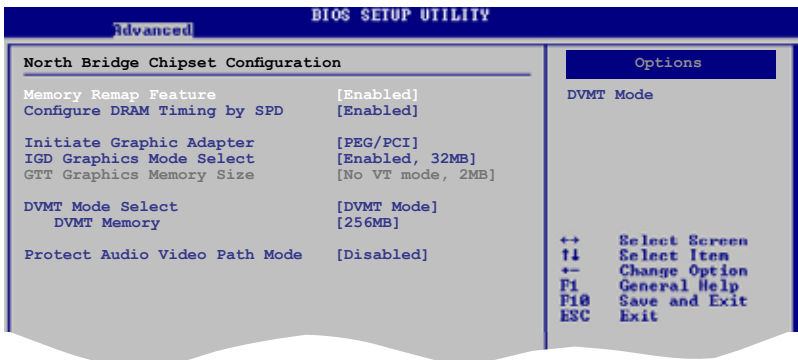 BIOS SETUP UTILITY
Advanced
North Bridge Chipset Configuration
Options
Memory Remap Feature [Enabled]
DVMT Mode
Configure DRAM Timing by SPD [Enabled]
Initiate Graphic Adapter [PEG/PCI]
IGD Graphics Mode Select [Enabled, 32MB]
GTT Graphics Memory Size [No VT mode, 2MB]
DVMT Mode Select [DVMT Mode]
DVMT Memory [256MB]
Protect Audio Video Path Mode [Disabled]
↔ Select Screen
↑↓ Select Item
+- Change Option
F1 General Help
F10 Save and Exit
ESC Exit